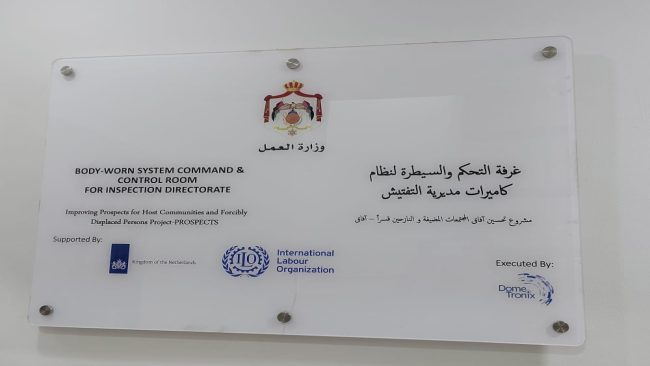 وزارة العمل
BODY-WORN SYSTEM COMMAND &
CONTROL ROOM
FOR INSPECTION DIRECTORATE
Improving Prospects for Host Communities and Forcibly
Displaced Persons Project-PROSPECTS
غرفة التحكم والسيطرة لنظام
كاميرات مديرية التفتيش
مشروع تحسين آفاق المجتمعات المضيفة و النازحين قسراً - آفاق
Supported By:
Kingdom of the Netherlands
ILO
International
Labour
Organization
Executed By:
Dome
Tronix